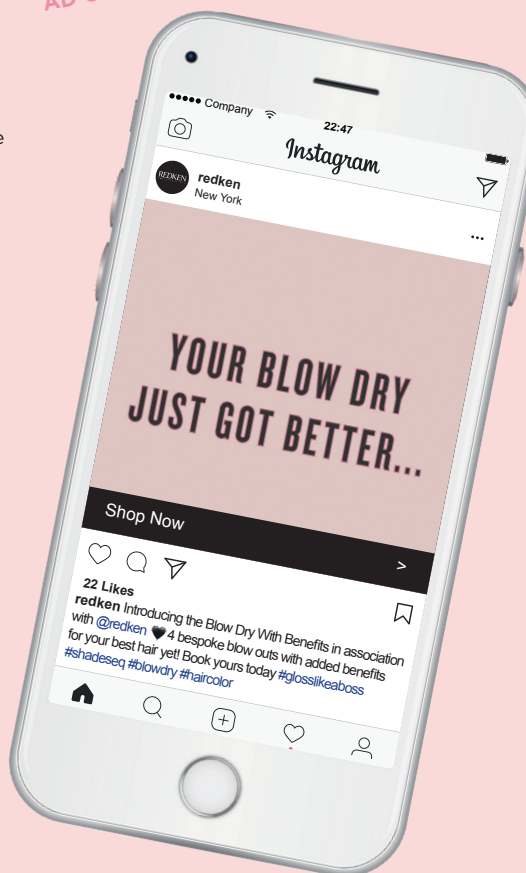 AD
e
Company
22:47
Instagram
REDKEN
redken
New York
...
YOUR BLOW DRY
JUST GOT BETTER...
Shop Now >
22 Likes
redken Introducing the Blow Dry With Benefits in association
with @redken 🖤 4 bespoke blow outs with added benefits
for your best hair yet! Book yours today #glosslikeaboss
#shadeseq #blowdry #haircolor